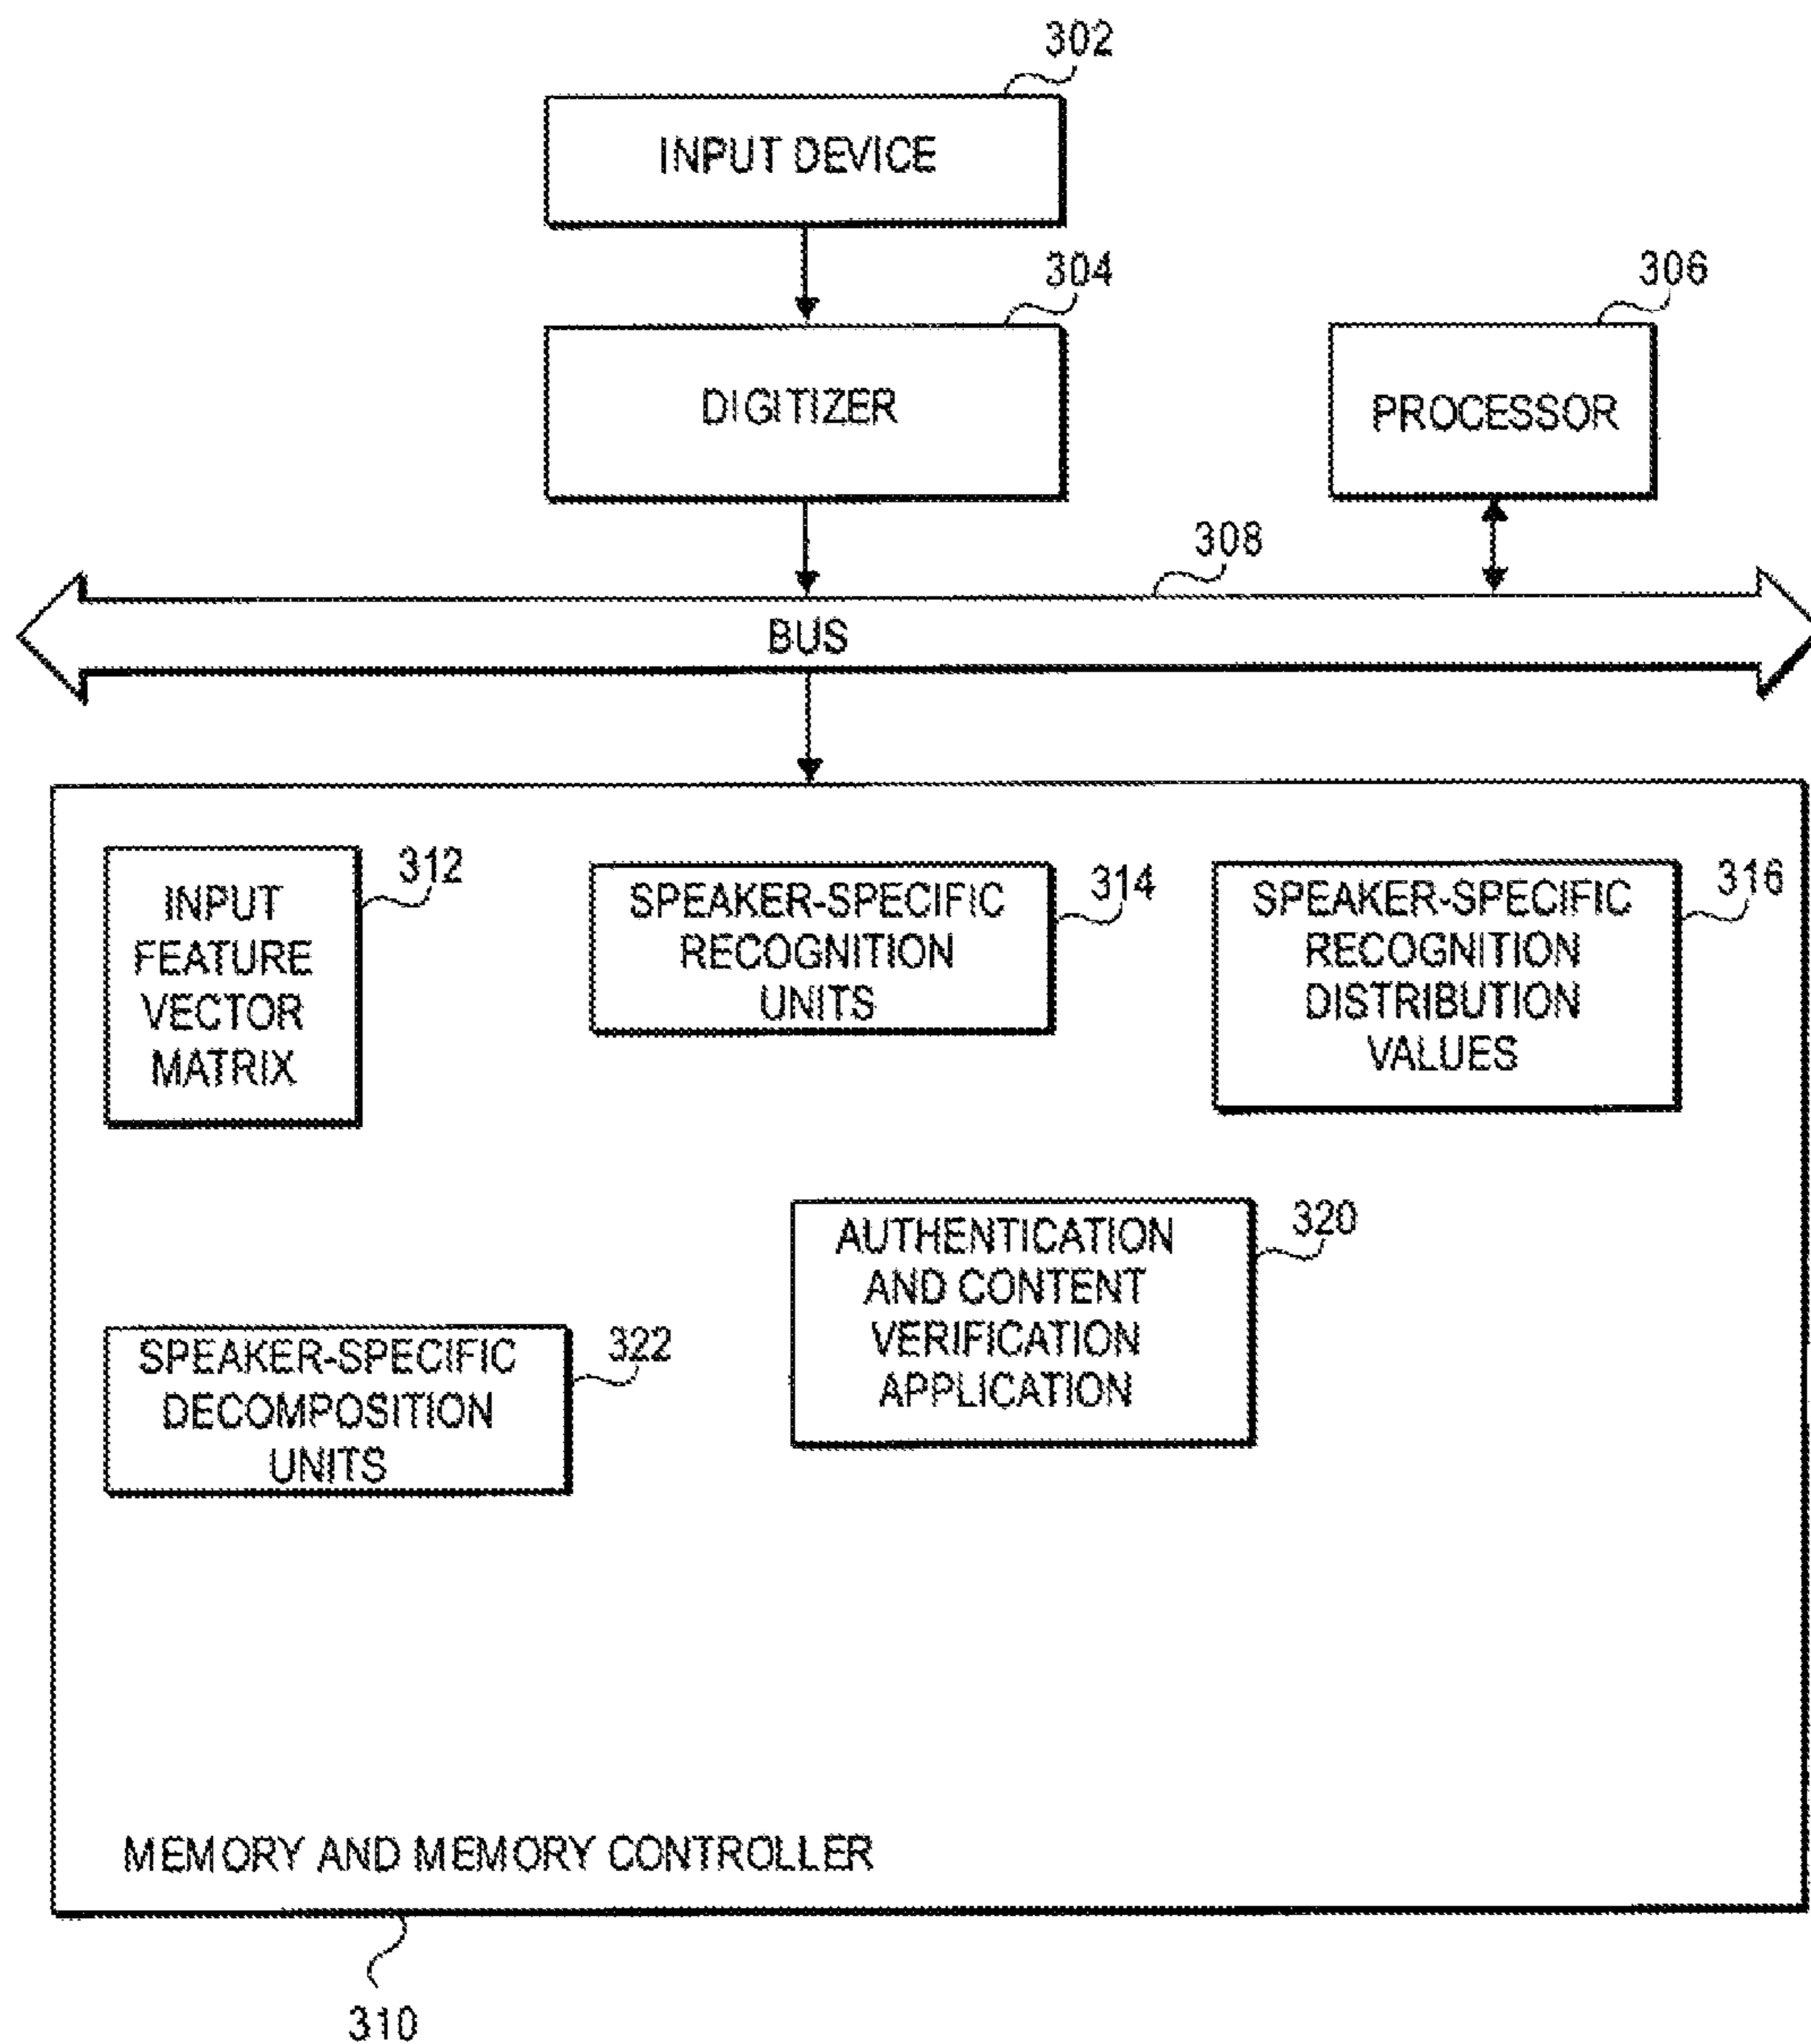 302
INPUT DEVICE
304
DIGITIZER
306
PROCESSOR
308
BUS
312
INPUT
FEATURE
VECTOR
MATRIX
314
SPEAKER-SPECIFIC
RECOGNITION
UNITS
316
SPEAKER-SPECIFIC
RECOGNITION
DISTRIBUTION
VALUES
320
AUTHENTICATION
AND CONTENT
VERIFICATION
APPLICATION
322
SPEAKER-SPECIFIC
DECOMPOSITION
UNITS
MEMORY AND MEMORY CONTROLLER
310